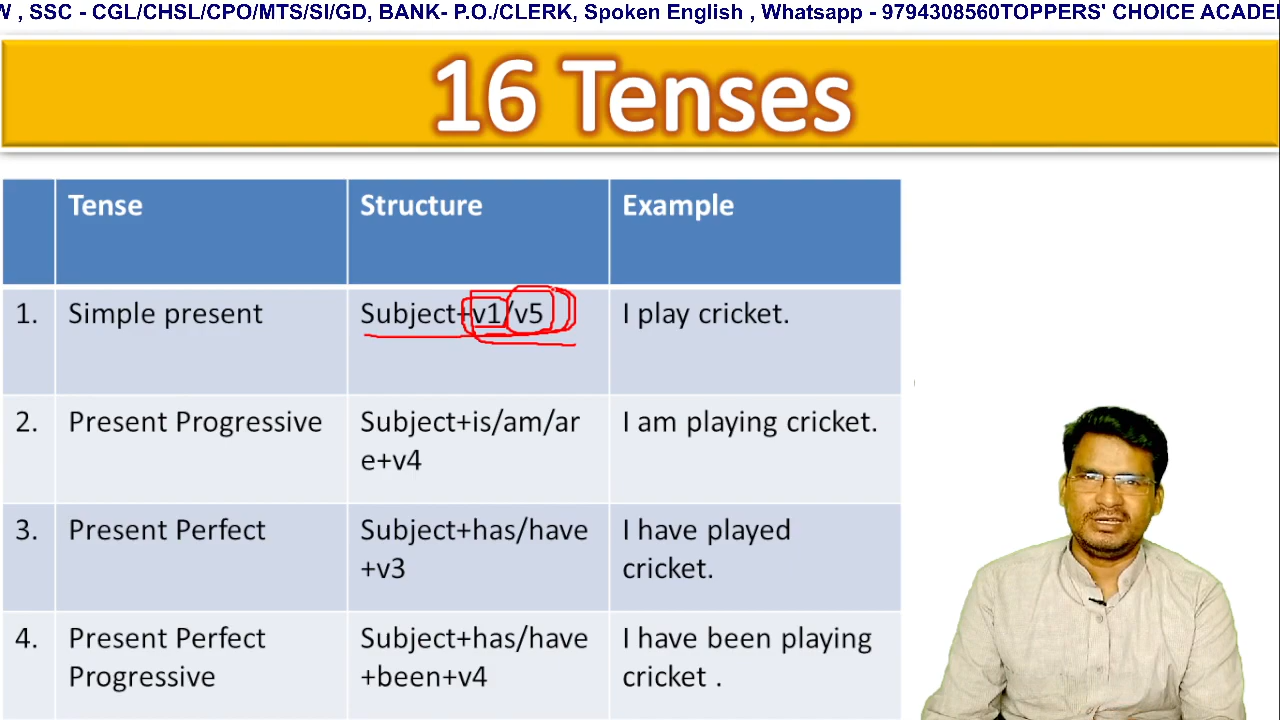 W , SSC - CGL/CHSL/CPO/MTS/SI/GD, BANK- P.O./CLERK, Spoken English , Whatsapp - 9794308560TOPPERS' CHOICE ACADE
16 Tenses
Tense Structure Example
1. Simple present Subject+v1/v5 I play cricket.
2. Present Progressive Subject+is/am/ar I am playing cricket.
e+v4
3. Present Perfect Subject+has/have I have played
+v3 cricket.
4. Present Perfect Subject+has/have I have been playing
Progressive +been+v4 cricket .